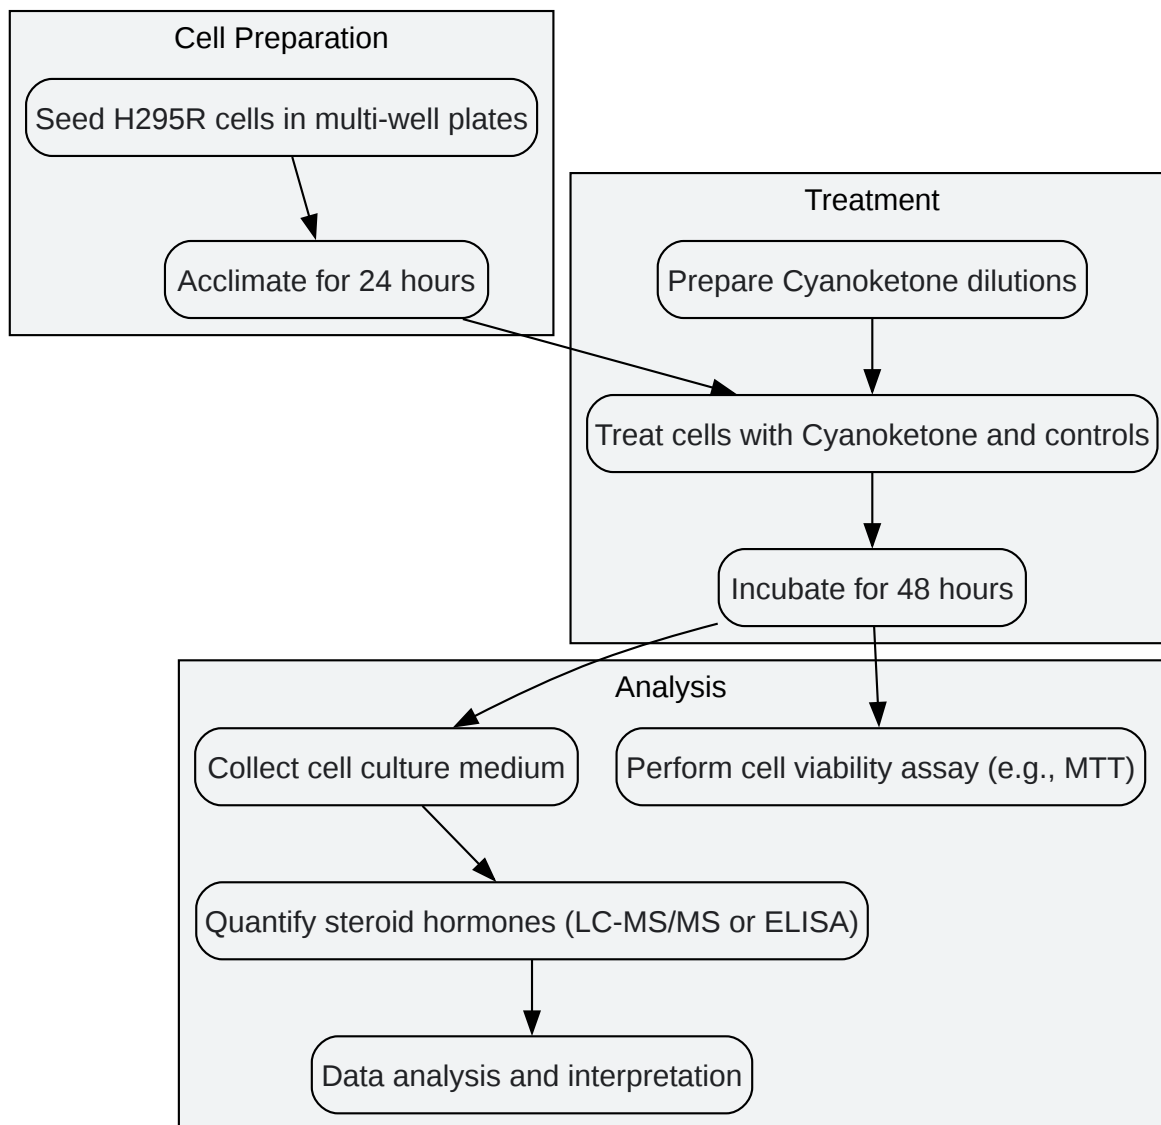 Cell Preparation
Seed H295R cells in multi-well plates
Acclimate for 24 hours
Treatment
Prepare Cyanoketone dilutions
Treat cells with Cyanoketone and controls
Incubate for 48 hours
Analysis
Collect cell culture medium
Perform cell viability assay (e.g., MTT)
Quantify steroid hormones (LC-MS/MS or ELISA)
Data analysis and interpretation